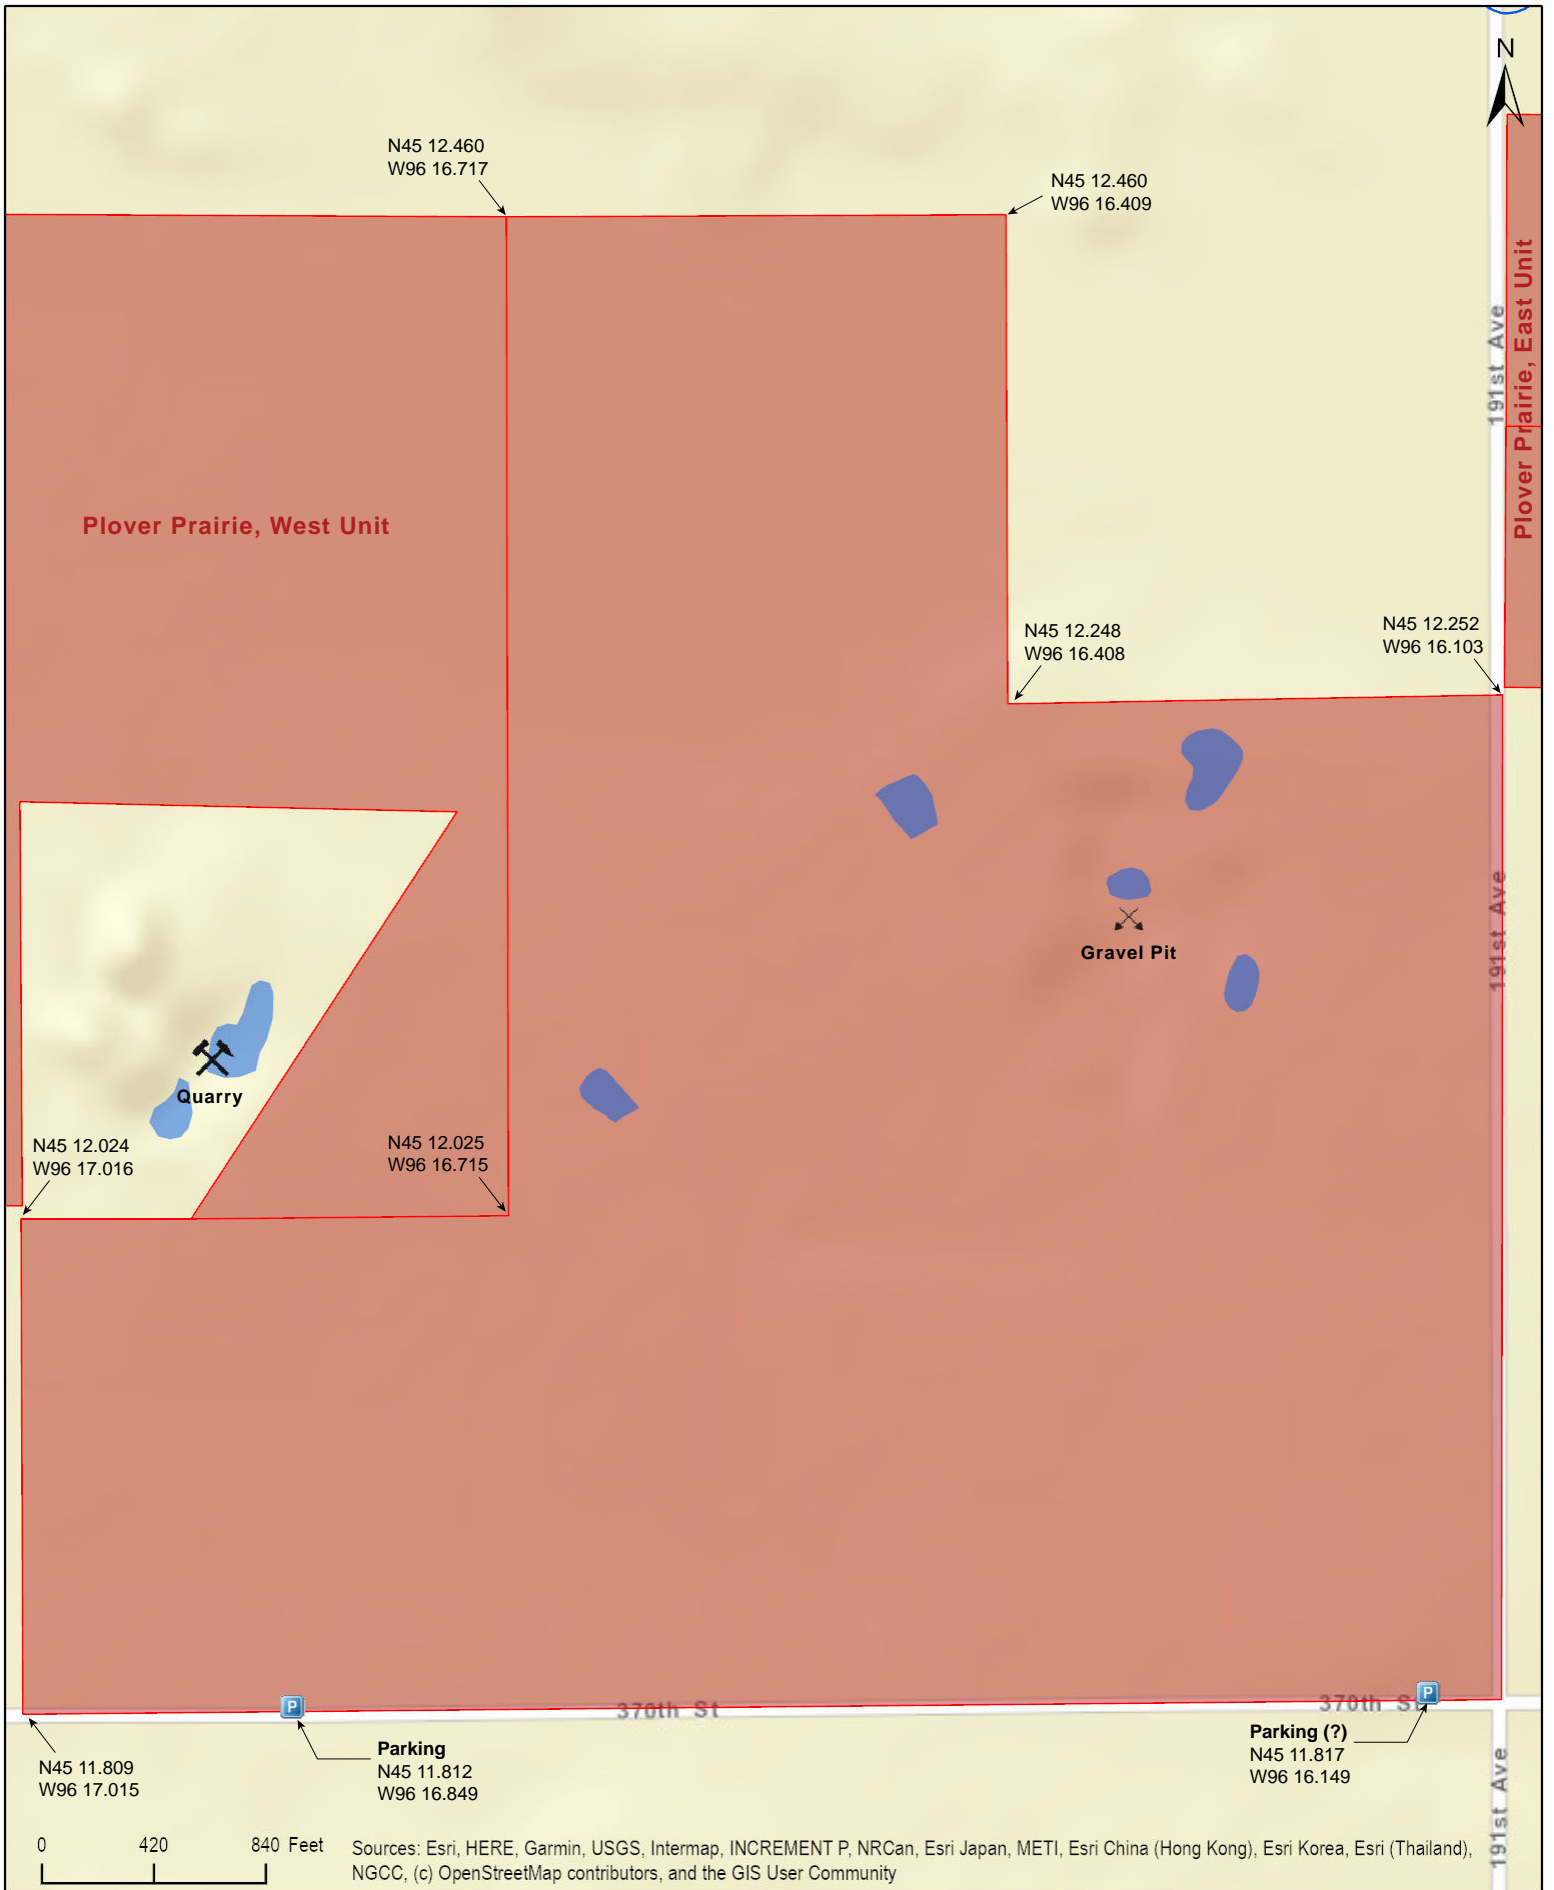 N
N45 12.460
W96 16.717
N45 12.460
W96 16.409
191st Ave
Plover Prairie, East Unit
Plover Prairie, West Unit
N45 12.248
W96 16.408
N45 12.252
W96 16.103
191st Ave
Gravel Pit
Quarry
N45 12.024
W96 17.016
N45 12.025
W96 16.715
P
370th St
370th St
P
N45 11.809
W96 17.015
Parking
N45 11.812
W96 16.849
Parking (?)
N45 11.817
W96 16.149
191st Ave
0 420 840 Feet
Sources: Esri, HERE, Garmin, USGS, Intermap, INCREMENT P, NRCan, Esri Japan, METI, Esri China (Hong Kong), Esri Korea, Esri (Thailand),
NGCC, (c) OpenStreetMap contributors, and the GIS User Community